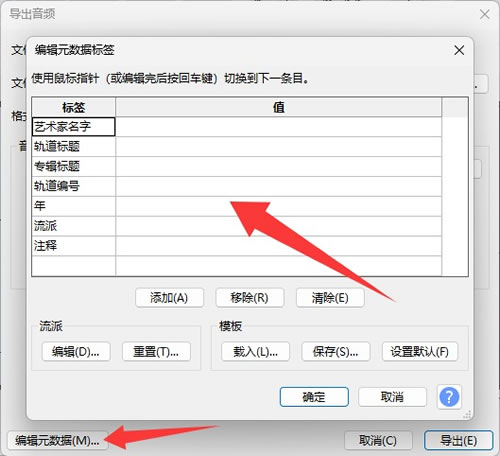 导出音频
编辑元数据标签
文件
使用鼠标指针（或编辑完后按回车键）切换到下一条目。
文件
标签 值
格式
艺术家名字
轨道标题
音
专辑标题
轨道编号
年
流派
注释
添加(A) 移除(R) 清除(E)
流派 模板
编辑(D)... 重置(T)... 载入(L)... 保存(S)... 设置默认(F)
确定 取消 ?
编辑元数据(M)... 取消(C) 导出(E)